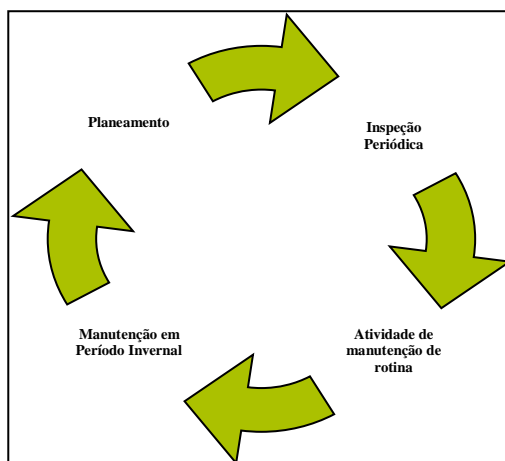 Planeamento
Inspeção
Periódica
Atividade de
manutenção de
rotina
Manutenção em
Período Invernal